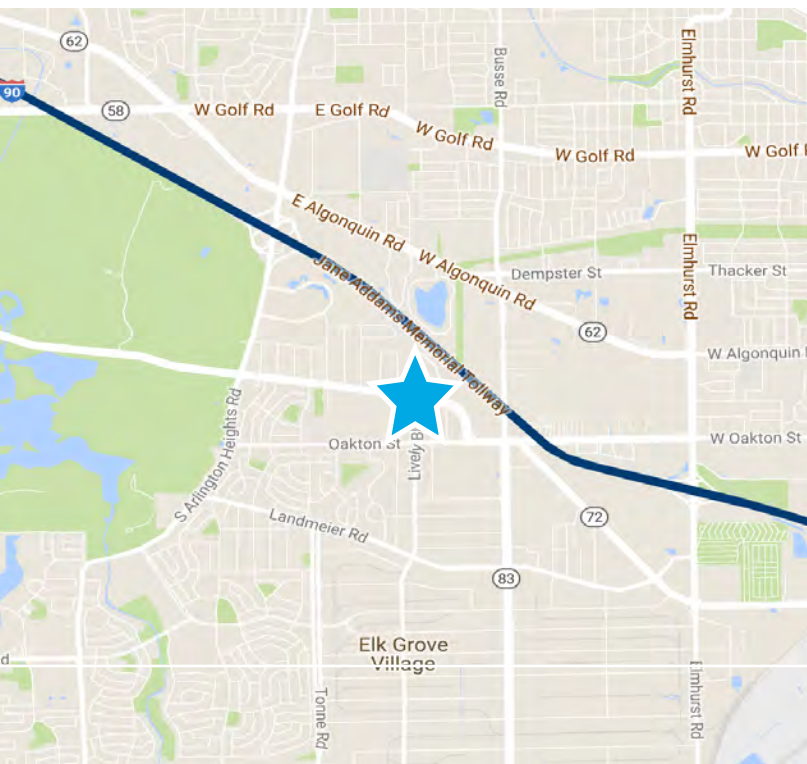 62
Busse Rd
Elmhurst Rd
90
58
W Golf Rd
E Golf Rd
W Golf Rd
W Golf Rd
W Golf
E Algonquin Rd
W Algonquin Rd
Elmhurst Rd
Jane Addams Memorial Tollway
Dempster St
Thacker St
62
W Algonquin
S Arlington Heights Rd
Oakton St
Lively
W Oakton St
Landmeier Rd
72
83
Elk Grove
Village
d
Tonne Rd
Elmhurst Rd